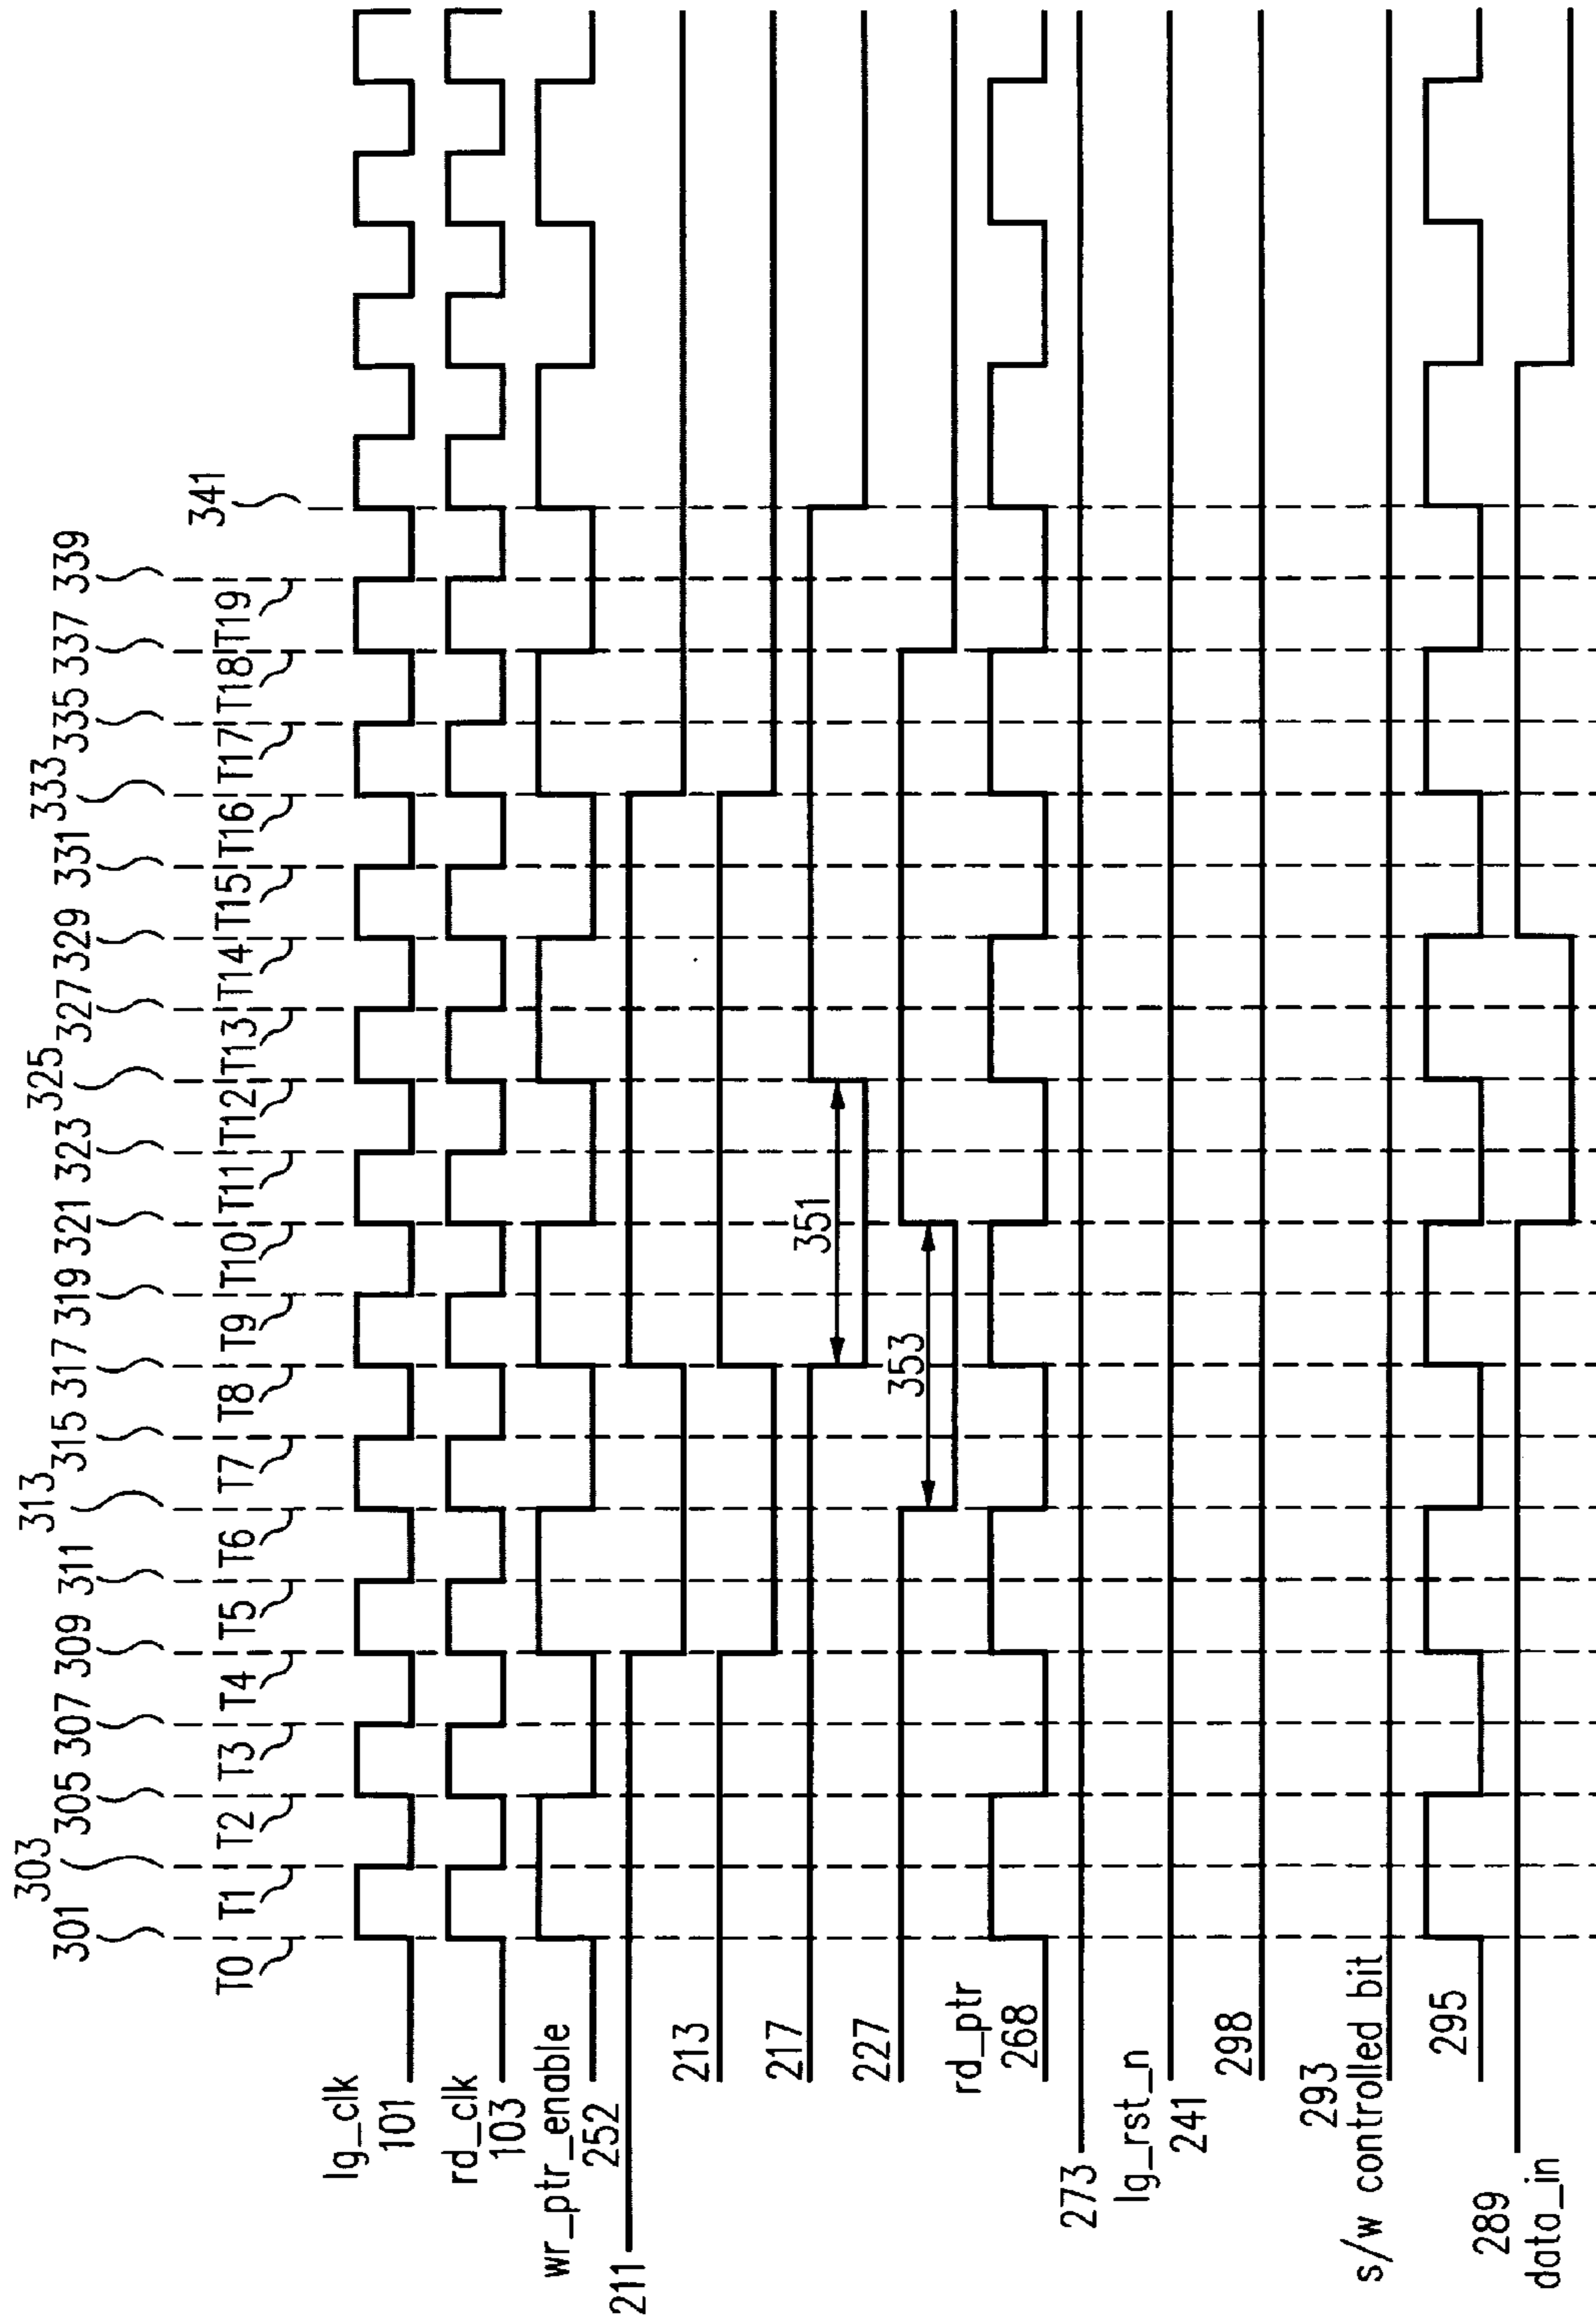 303 313 325 333
301 305 307 309 311 315 317 319 321 323 327 329 331 335 337 339
341
T0 T1 T2 T3 T4 T5 T6 T7 T8 T9 T10 T11 T12 T13 T14 T15 T16 T17 T18 T19
lg_clk
101
rd_clk
103
wr_ptr_enable
252
211
213
217
351
227
353
rd_ptr
268
273
lg_rst_n
241
298
293
s/w controlled bit
295
289
data_in